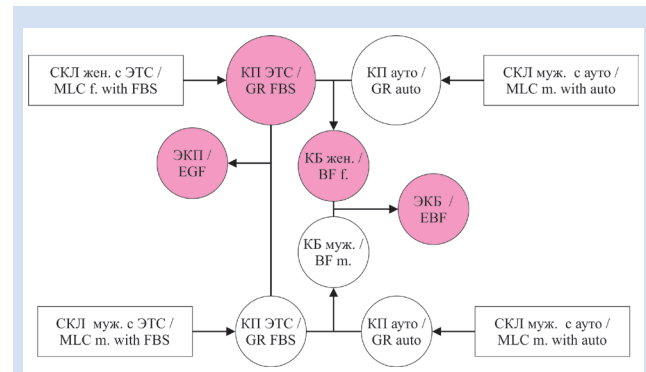 СКЛ жен. с ЭТС /
MLC f. with FBS
КП ЭТС /
GR FBS
КП ауто /
GR auto
СКЛ муж. с ауто /
MLC m. with auto
ЭКП /
EGF
КБ жен. /
BF f.
ЭКБ /
EBF
КБ муж. /
BF m.
СКЛ муж. с ЭТС /
MLC m. with FBS
КП ЭТС /
GR FBS
КП ауто /
GR auto
СКЛ муж. с ауто /
MLC m. with auto